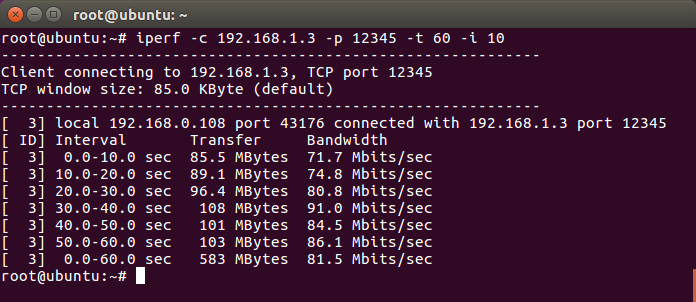 root@ubuntu: ~
root@ubuntu:~# iperf -c 192.168.1.3 -p 12345 -t 60 -i 10
------------------------------------------------------------
Client connecting to 192.168.1.3, TCP port 12345
TCP window size: 85.0 KByte (default)
------------------------------------------------------------
[  3] local 192.168.0.108 port 43176 connected with 192.168.1.3 port 12345
[ ID] Interval       Transfer     Bandwidth
[  3]  0.0-10.0 sec  85.5 MBytes  71.7 Mbits/sec
[  3] 10.0-20.0 sec  89.1 MBytes  74.8 Mbits/sec
[  3] 20.0-30.0 sec  96.4 MBytes  80.8 Mbits/sec
[  3] 30.0-40.0 sec   108 MBytes  91.0 Mbits/sec
[  3] 40.0-50.0 sec   101 MBytes  84.5 Mbits/sec
[  3] 50.0-60.0 sec   103 MBytes  86.1 Mbits/sec
[  3]  0.0-60.0 sec   583 MBytes  81.5 Mbits/sec
root@ubuntu:~#